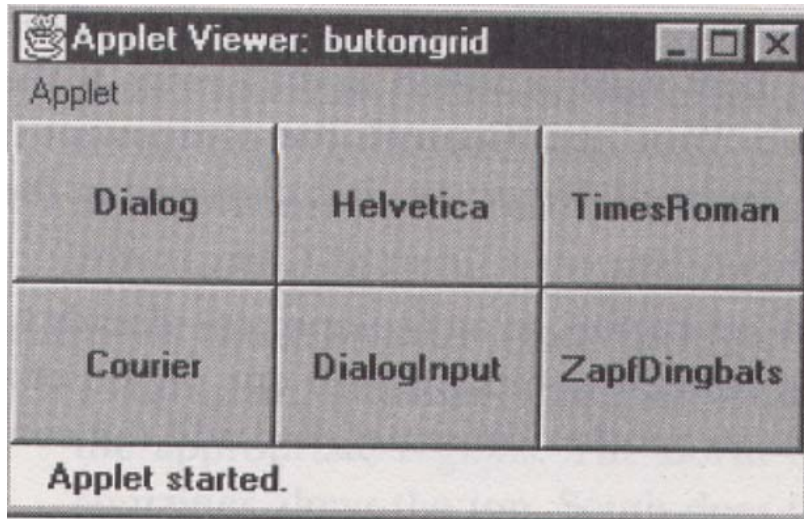 Applet Viewer: buttongrid
Applet
Dialog Helvetica TimesRoman
Courier DialogInput ZapfDingbats
Applet started.